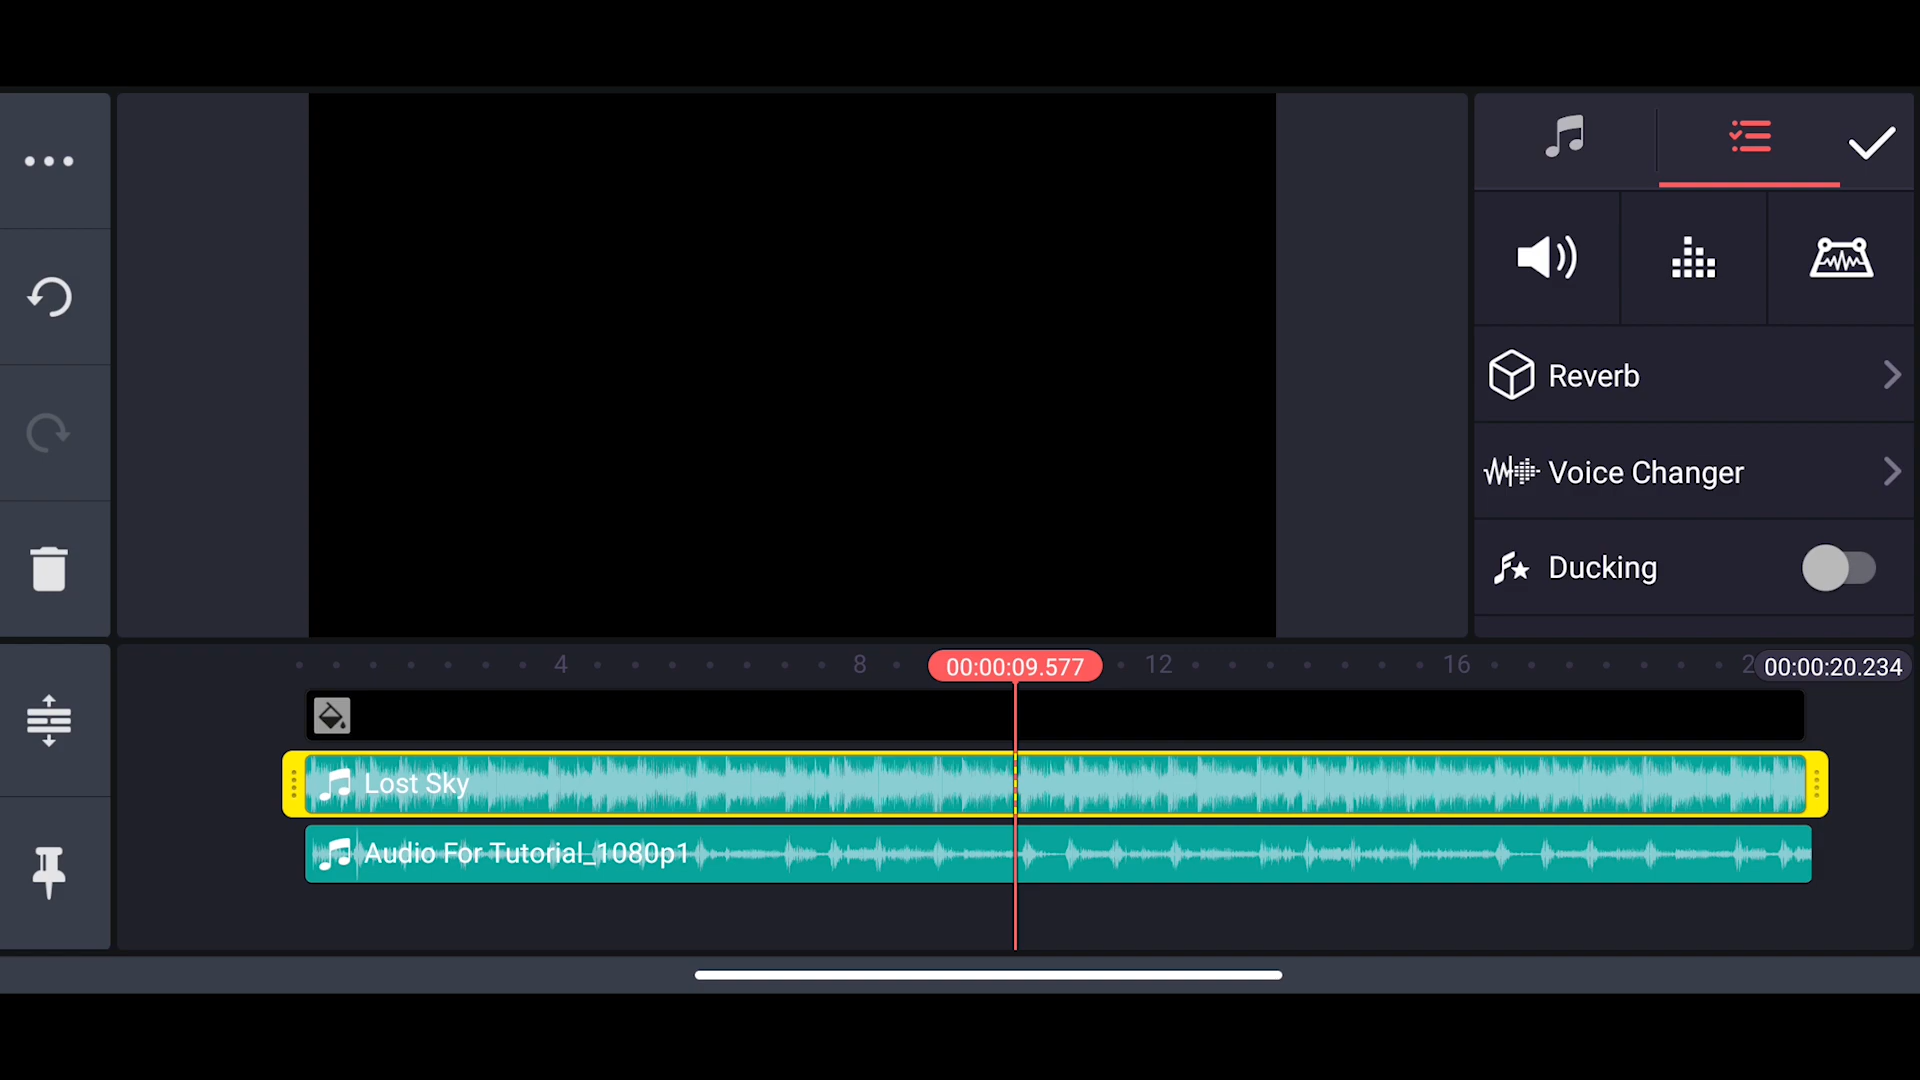 Reverb
Voice Changer
Ducking
4
8
00:00:09.577
12
16
2
00:00:20.234
Lost Sky
Audio For Tutorial_1080p1